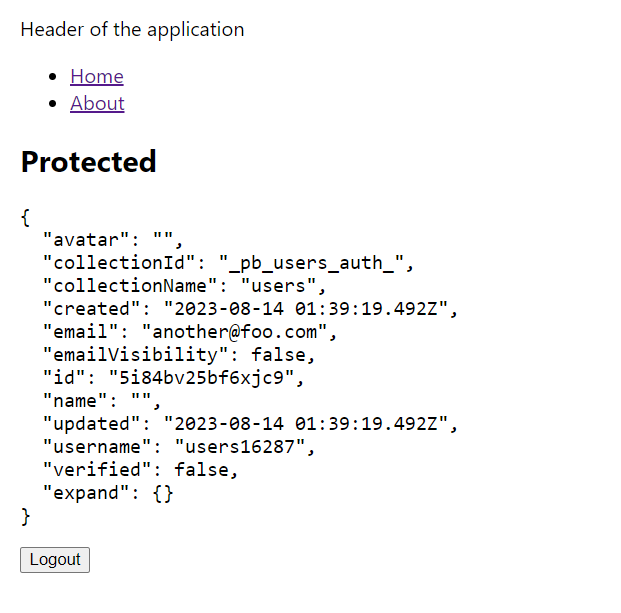 Header of the application
Home
About
Protected
{
  "avatar": "",
  "collectionId": "_pb_users_auth_",
  "collectionName": "users",
  "created": "2023-08-14 01:39:19.492Z",
  "email": "another@foo.com",
  "emailVisibility": false,
  "id": "5i84bv25bf6xjc9",
  "name": "",
  "updated": "2023-08-14 01:39:19.492Z",
  "username": "users16287",
  "verified": false,
  "expand": {}
}
Logout